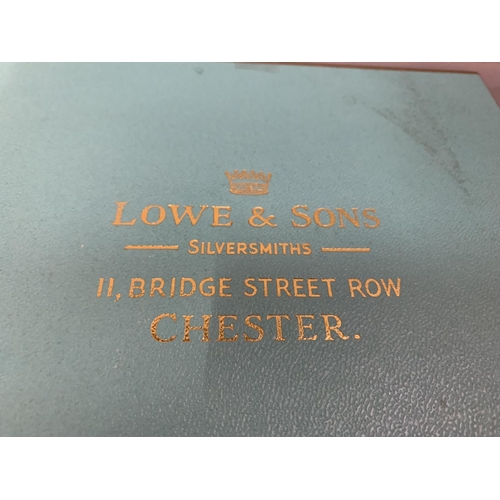 LOWE & SONS
SILVERSMITHS
11, BRIDGE STREET ROW
CHESTER.